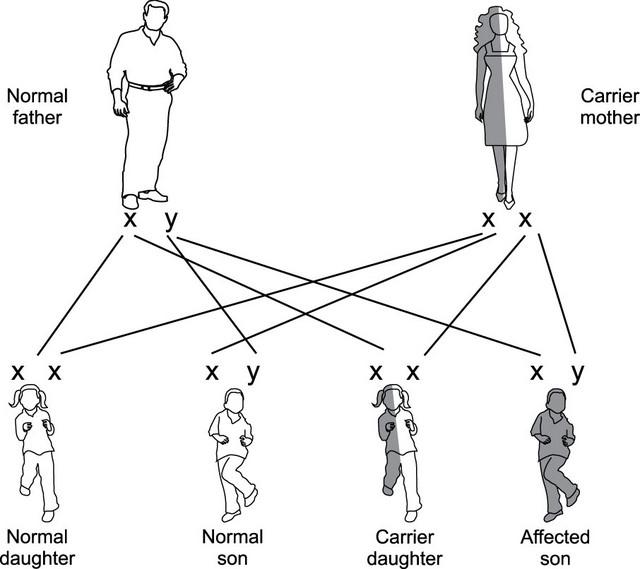 Normal
father
Carrier
mother
x y
x x
x x
x y
x x
x y
Normal
daughter
Normal
son
Carrier
daughter
Affected
son